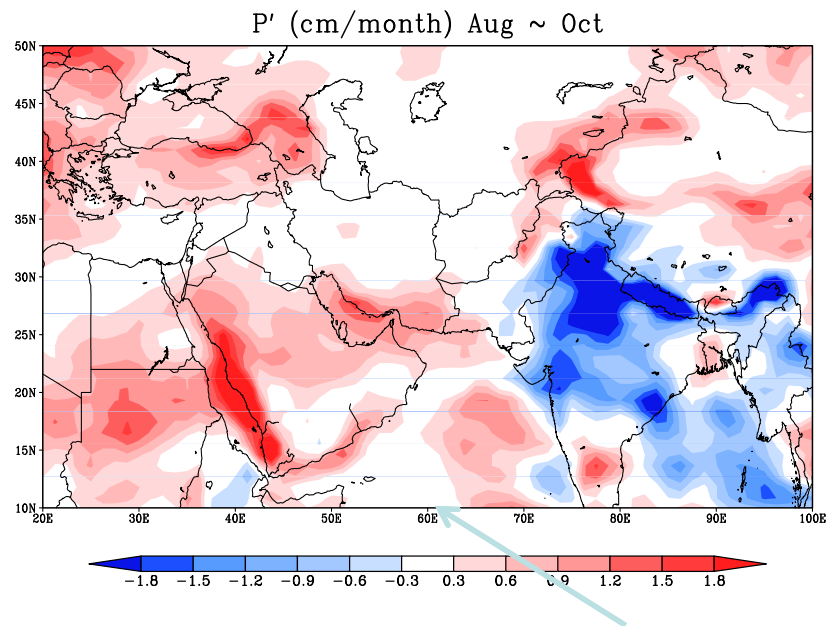 P' (cm/month) Aug ~ Oct
50N
45N
40N
35N
30N
25N
20N
15N
10N
20E 30E 40E 50E 60E 70E 80E 90E 100E
-1.8 -1.5 -1.2 -0.9 -0.6 -0.3 0.3 0.6 0.9 1.2 1.5 1.8